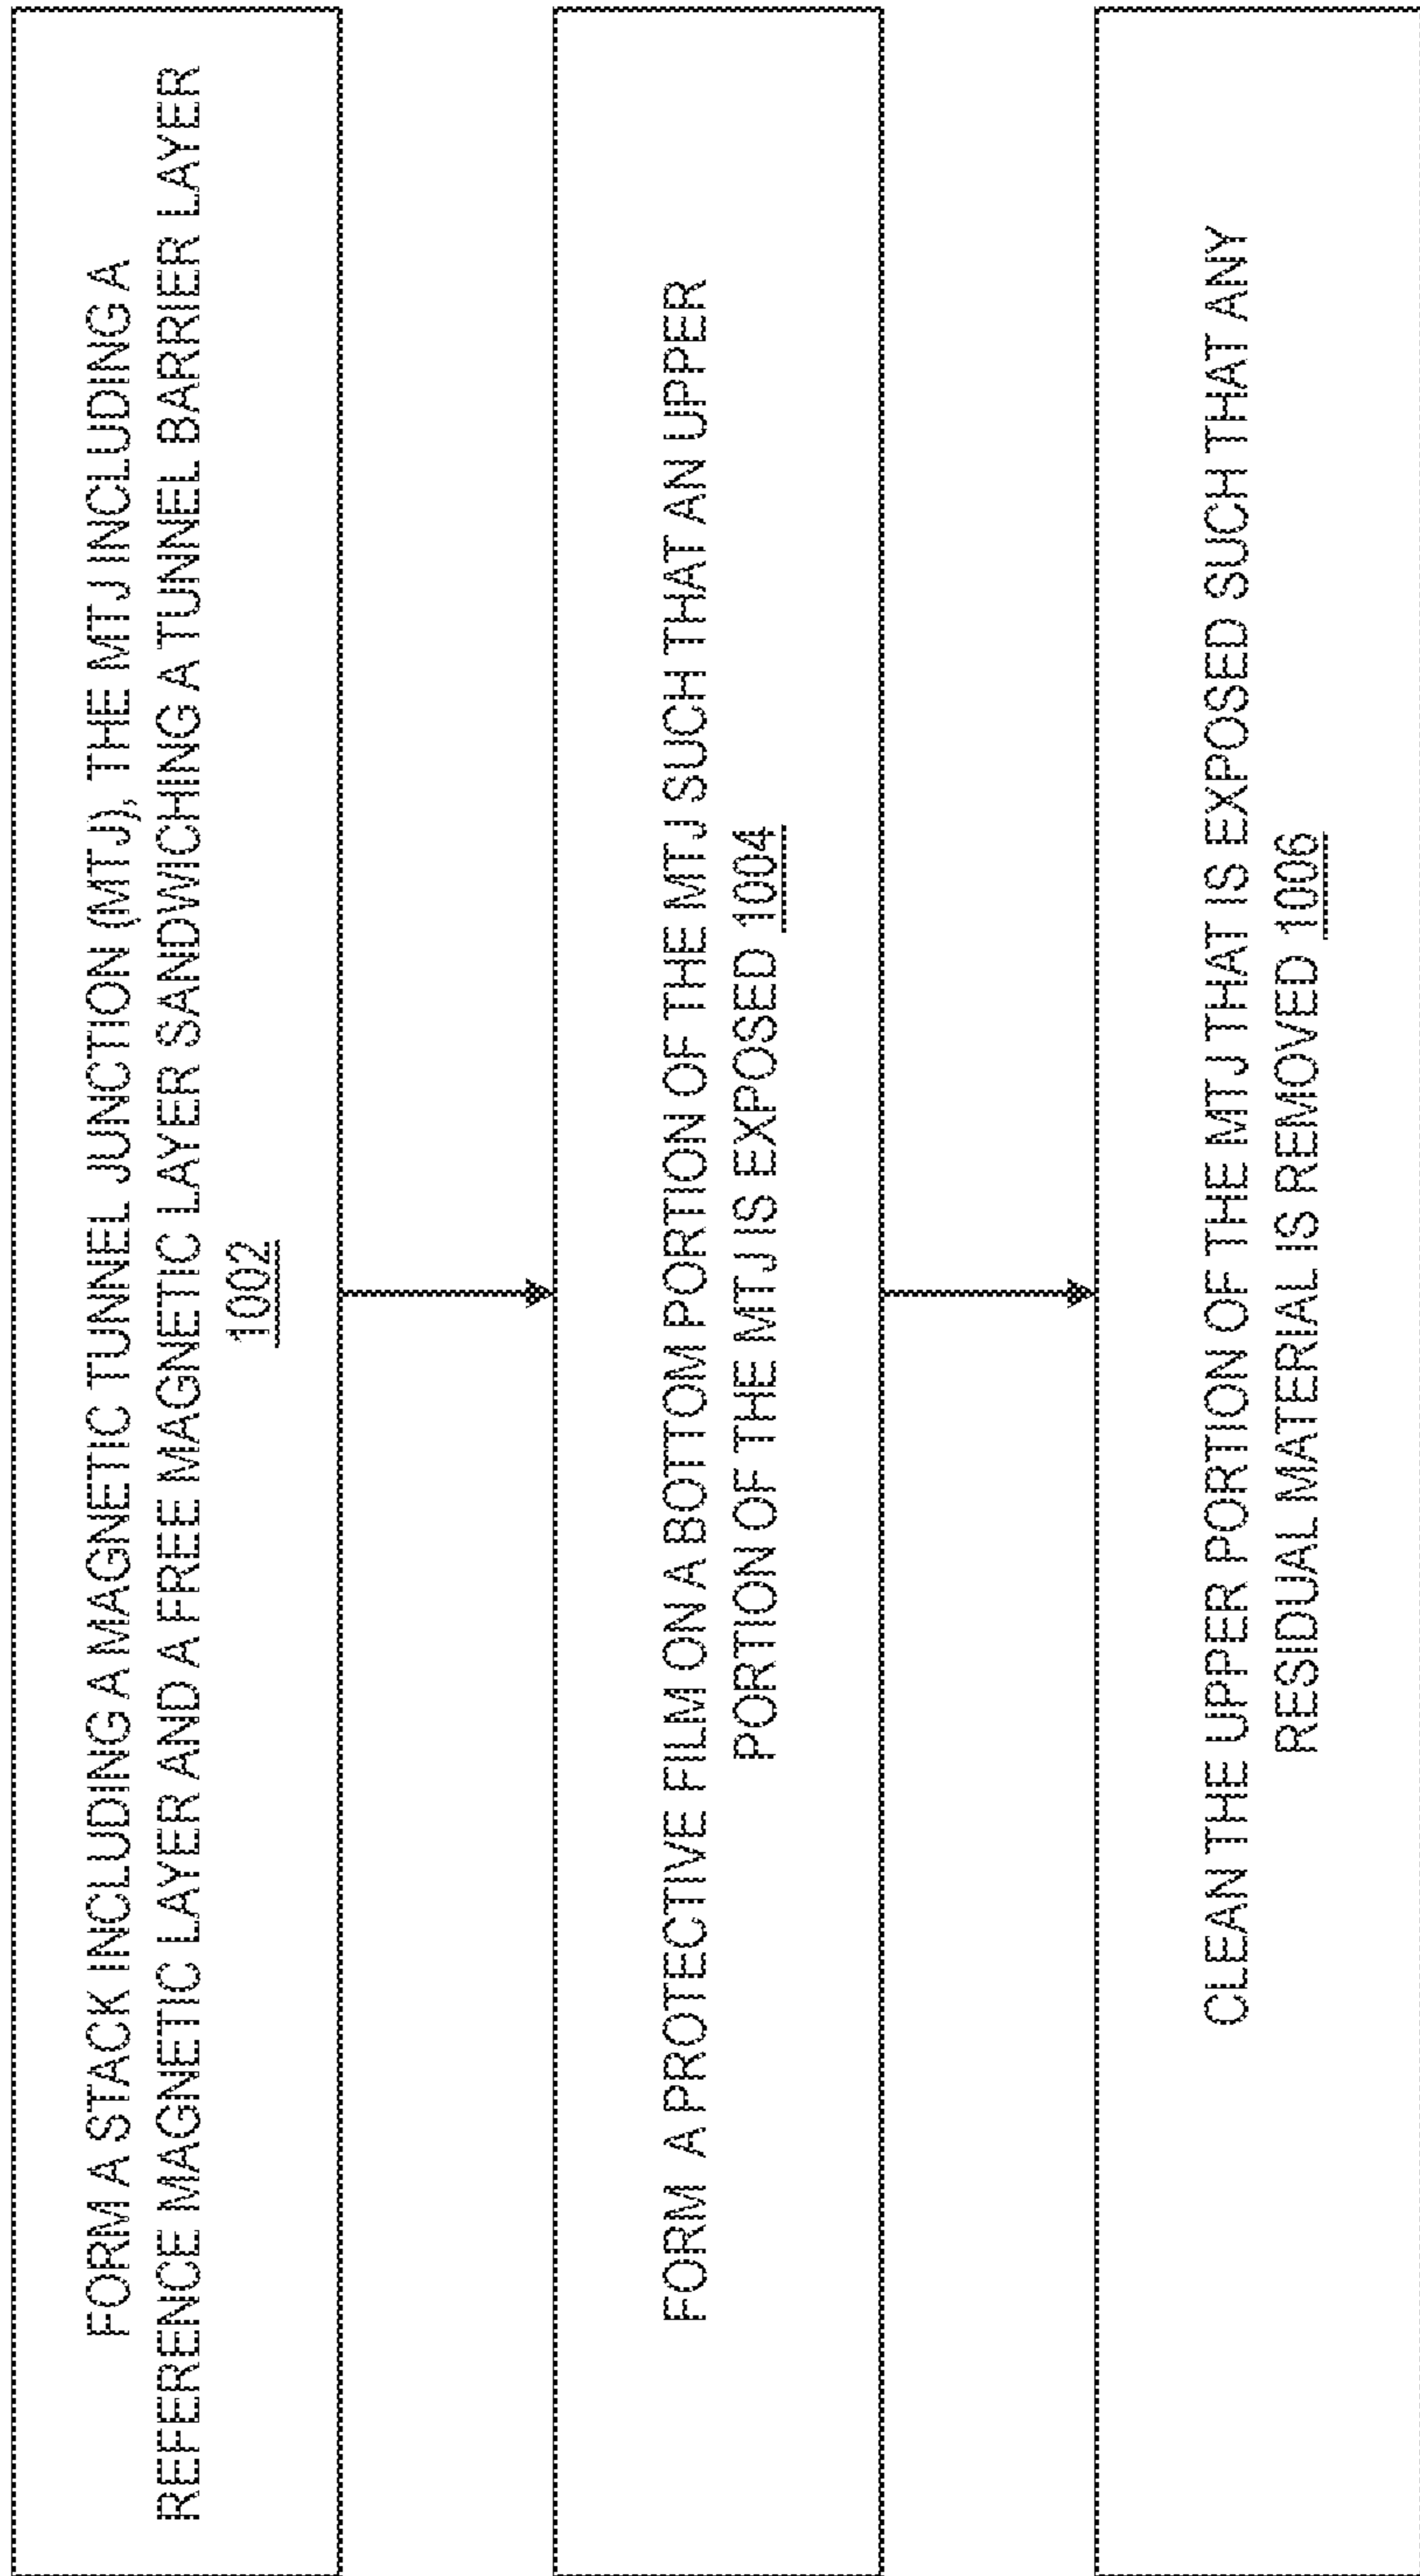 FORM A STACK INCLUDING A MAGNETIC TUNNEL JUNCTION (MTJ), THE MTJ INCLUDING A
REFERENCE MAGNETIC LAYER AND A FREE MAGNETIC LAYER SANDWICHING A TUNNEL BARRIER LAYER
1002
FORM A PROTECTIVE FILM ON A BOTTOM PORTION OF THE MTJ SUCH THAT AN UPPER
PORTION OF THE MTJ IS EXPOSED 1004
CLEAN THE UPPER PORTION OF THE MTJ THAT IS EXPOSED SUCH THAT ANY
RESIDUAL MATERIAL IS REMOVED 1006